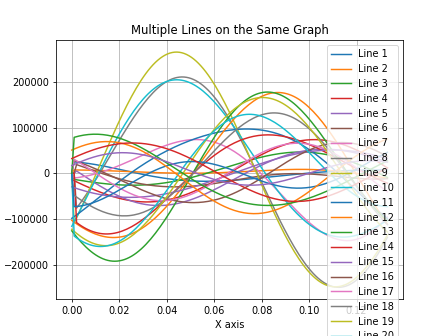 Multiple Lines on the Same Graph
200000
100000
0
−100000
−200000
0.00
0.02
0.04
0.06
0.08
0.10
X axis
Line 1
Line 2
Line 3
Line 4
Line 5
Line 6
Line 7
Line 8
Line 9
Line 10
Line 11
Line 12
Line 13
Line 14
Line 15
Line 16
Line 17
Line 18
Line 19
Line 20